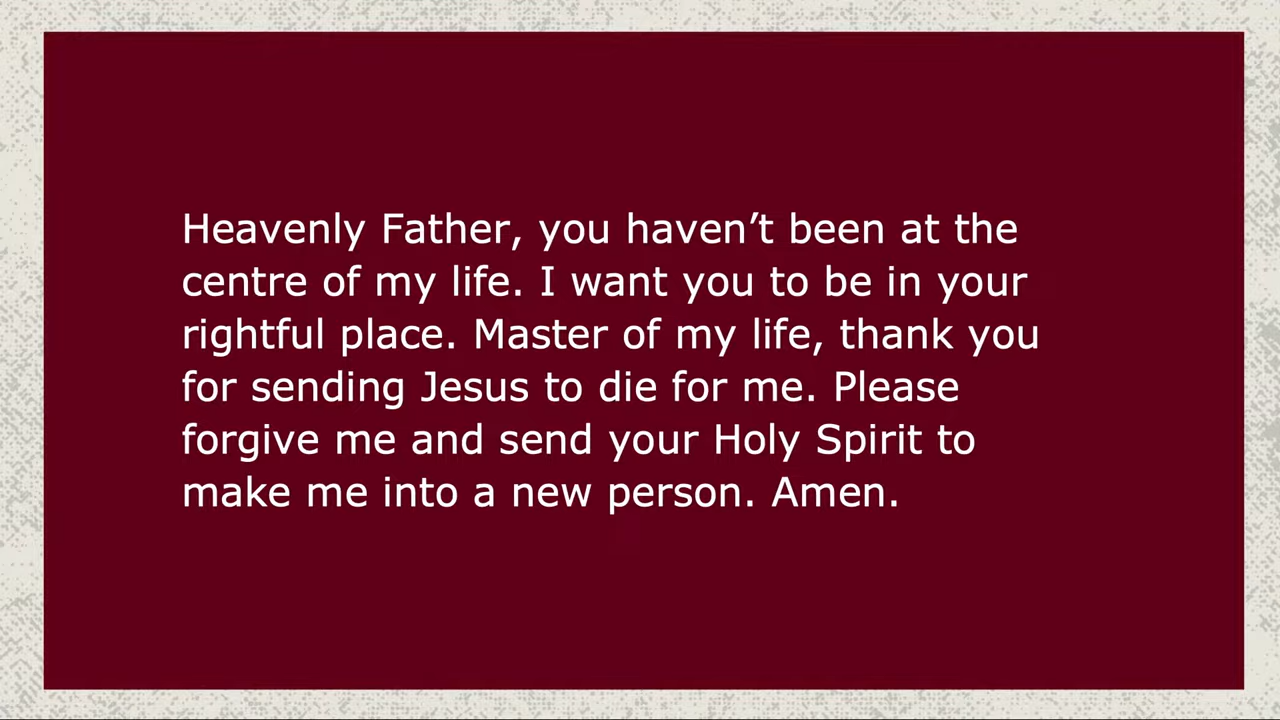 Heavenly Father, you haven’t been at the
centre of my life. I want you to be in your
rightful place. Master of my life, thank you
for sending Jesus to die for me. Please
forgive me and send your Holy Spirit to
make me into a new person. Amen.